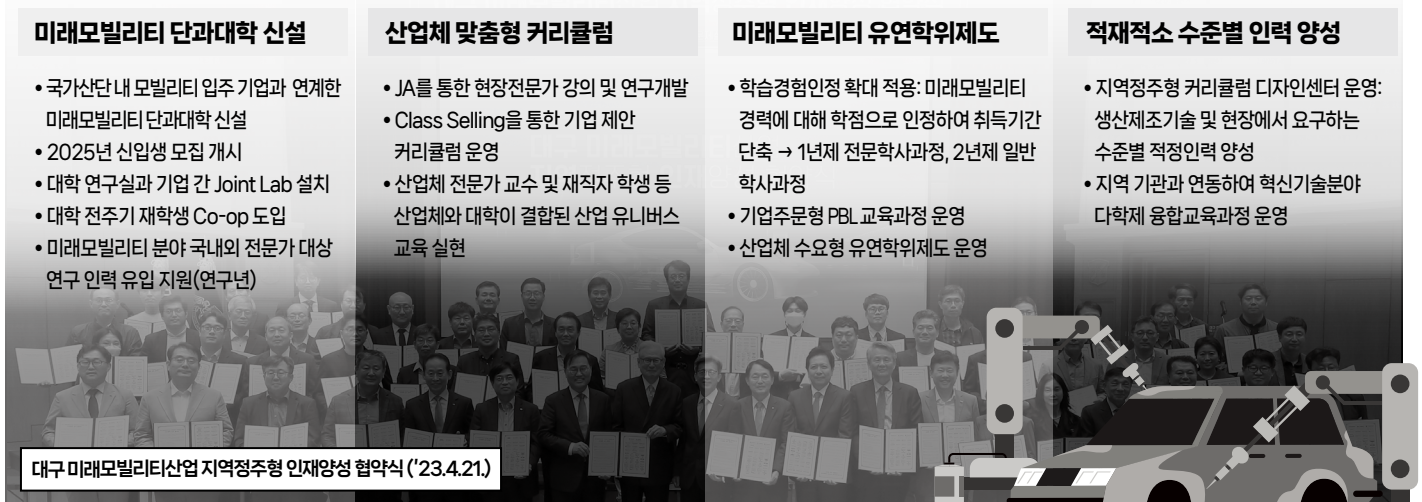 미래모빌리티 단과대학 신설
• 국가산단 내 모빌리티 입주 기업과 연계한
미래모빌리티 단과대학 신설
• 2025년 신입생 모집 개시
• 대학 연구실과 기업 간 Joint Lab 설치
• 대학 전주기 재학생 Co-op 도입
• 미래모빌리티 분야 국내외 전문가 대상
연구 인력 유입 지원(연구년)
산업체 맞춤형 커리큘럼
• JA를 통한 현장전문가 강의 및 연구개발
• Class Selling을 통한 기업 제안
커리큘럼 운영
• 산업체 전문가 교수 및 재직자 학생 등
산업체와 대학이 결합된 산업 유니버스
교육 실현
미래모빌리티 유연학위제도
• 학습경험인정 확대 적용: 미래모빌리티
경력에 대해 학점으로 인정하여 취득기간
단축 → 1년제 전문학사과정, 2년제 일반
학사과정
• 기업주문형 PBL 교육과정 운영
• 산업체 수요형 유연학위제도 운영
적재적소 수준별 인력 양성
• 지역정주형 커리큘럼 디자인센터 운영:
생산제조기술 및 현장에서 요구하는
수준별 적정인력 양성
• 지역 기관과 연동하여 혁신기술분야
다학제 융합교육과정 운영
대구 미래모빌리티산업 지역정주형 인재양성 협약식 ('23.4.21.)